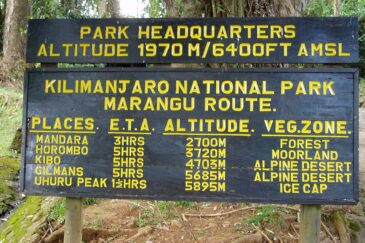 PARK HEADQUARTERS
ALTITUDE 1970 M/6400FT AMSL
KILIMANJARO NATIONAL PARK
MARANGU ROUTE.
PLACES. E.T.A. ALTITUDE. VEG.ZONE.
MANDARA 3HRS 2700M FOREST
HOROMBO 5HRS 3720M MOORLAND
KIBO 5HRS 4703M ALPINE DESERT
GILMANS 5HRS 5685M ALPINE DESERT
UHURU PEAK 1½HRS 5895M ICE CAP